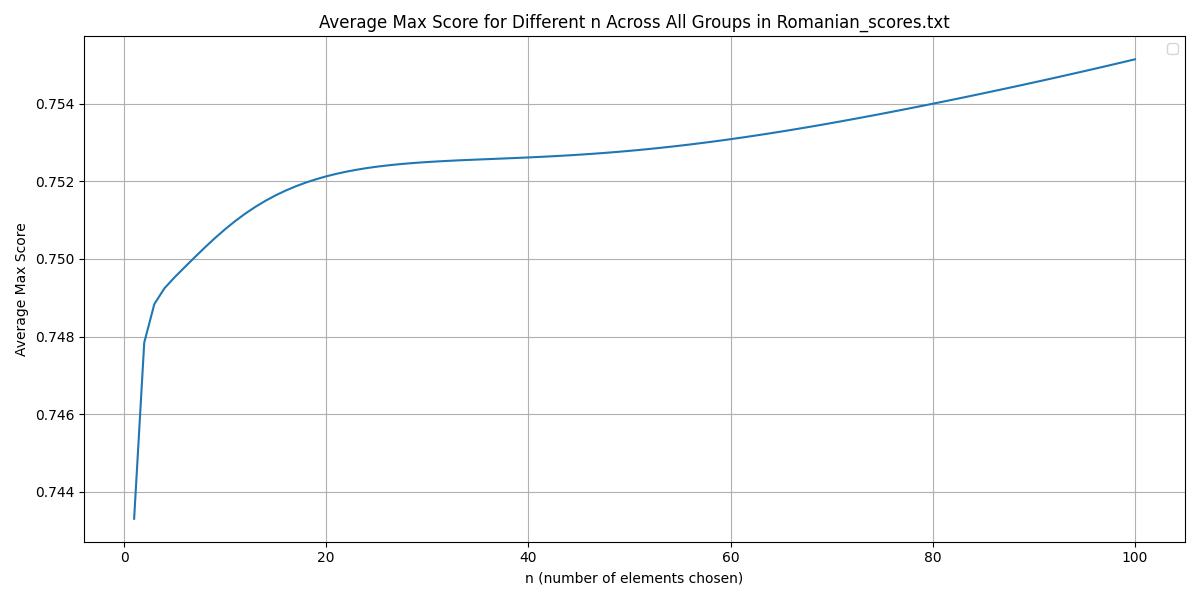 Average Max Score for Different n Across All Groups in Romanian_scores.txt
Average Max Score
0.754
0.752
0.750
0.748
0.746
0.744
0 20 40 60 80 100
n (number of elements chosen)